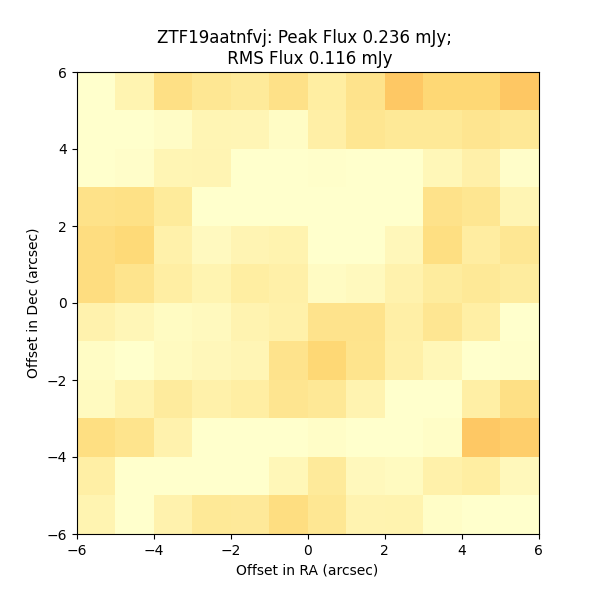 ZTF19aatnfvj: Peak Flux 0.236 mJy;
RMS Flux 0.116 mJy
6
4
2
0
−2
−4
−6
Offset in Dec (arcsec)
−6 −4 −2 0 2 4 6
Offset in RA (arcsec)